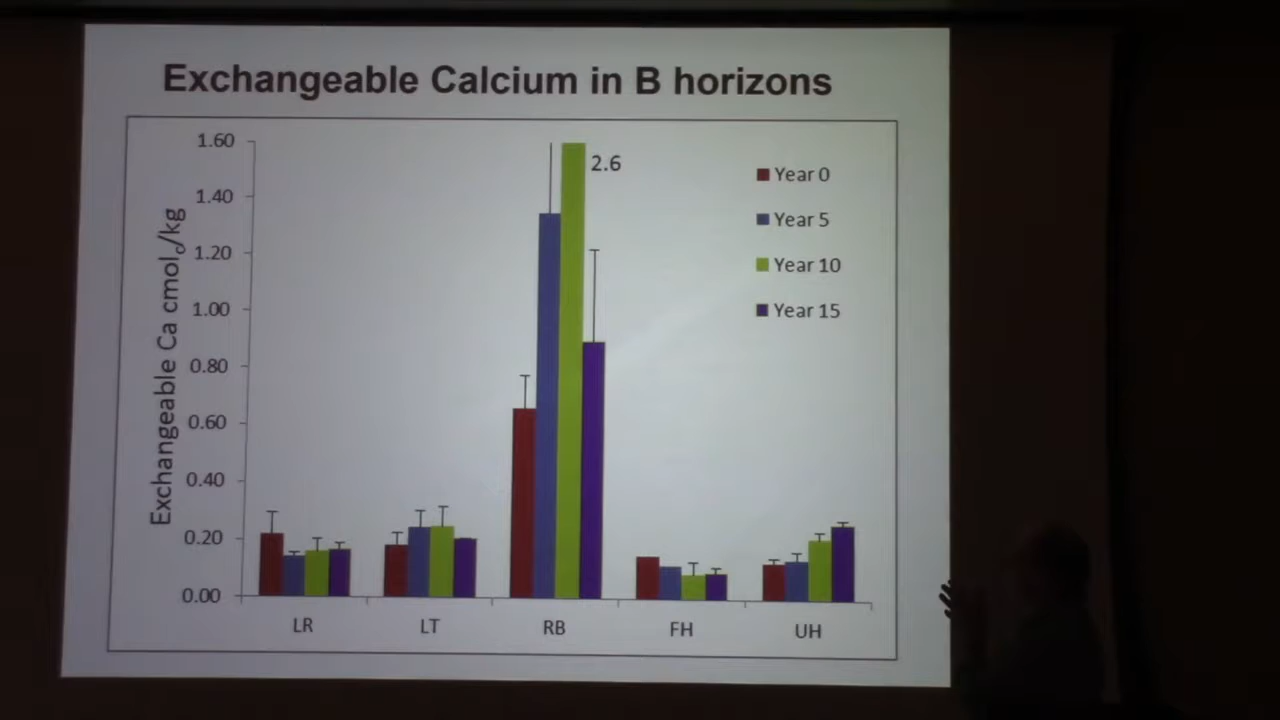 Exchangeable Calcium in B horizons
Exchangeable Ca cmolc/kg
1.60
1.40
1.20
1.00
0.80
0.60
0.40
0.20
0.00
2.6
Year 0
Year 5
Year 10
Year 15
LR LT RB FH UH